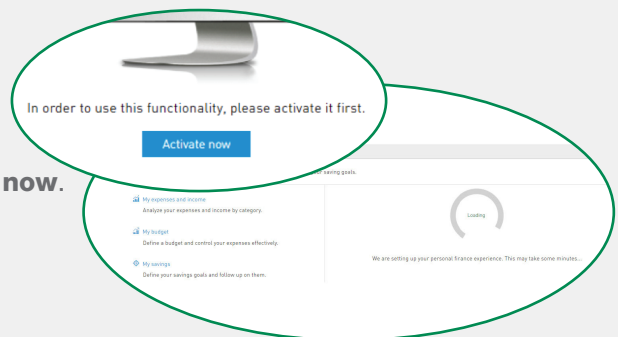 In order to use this functionality, please activate it first.
Activate now
now.
r saving goals.
My expenses and income
Analyze your expenses and income by category.
My budget
Define a budget and control your expenses effectively.
My savings
Define your savings goals and follow up on them.
Loading
We are setting up your personal finance experience. This may take some minutes...